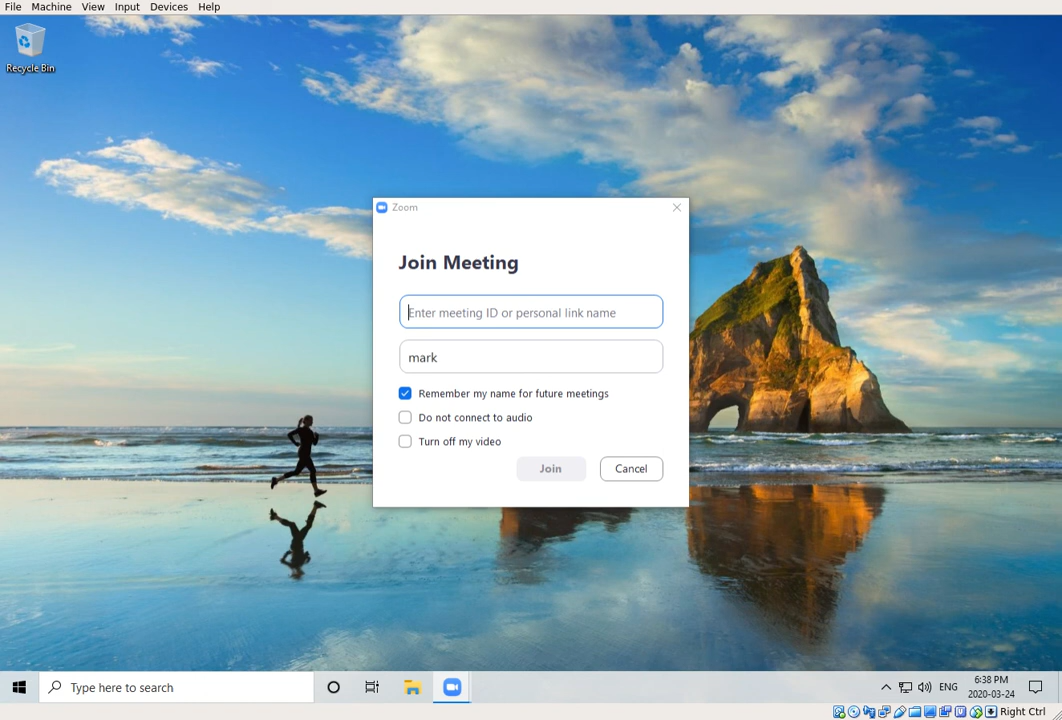 File Machine View Input Devices Help
Recycle Bin
Zoom
Join Meeting
Enter meeting ID or personal link name
mark
Remember my name for future meetings
Do not connect to audio
Turn off my video
Join Cancel
Type here to search
ENG
6:38 PM
2020-03-24
Right Ctrl